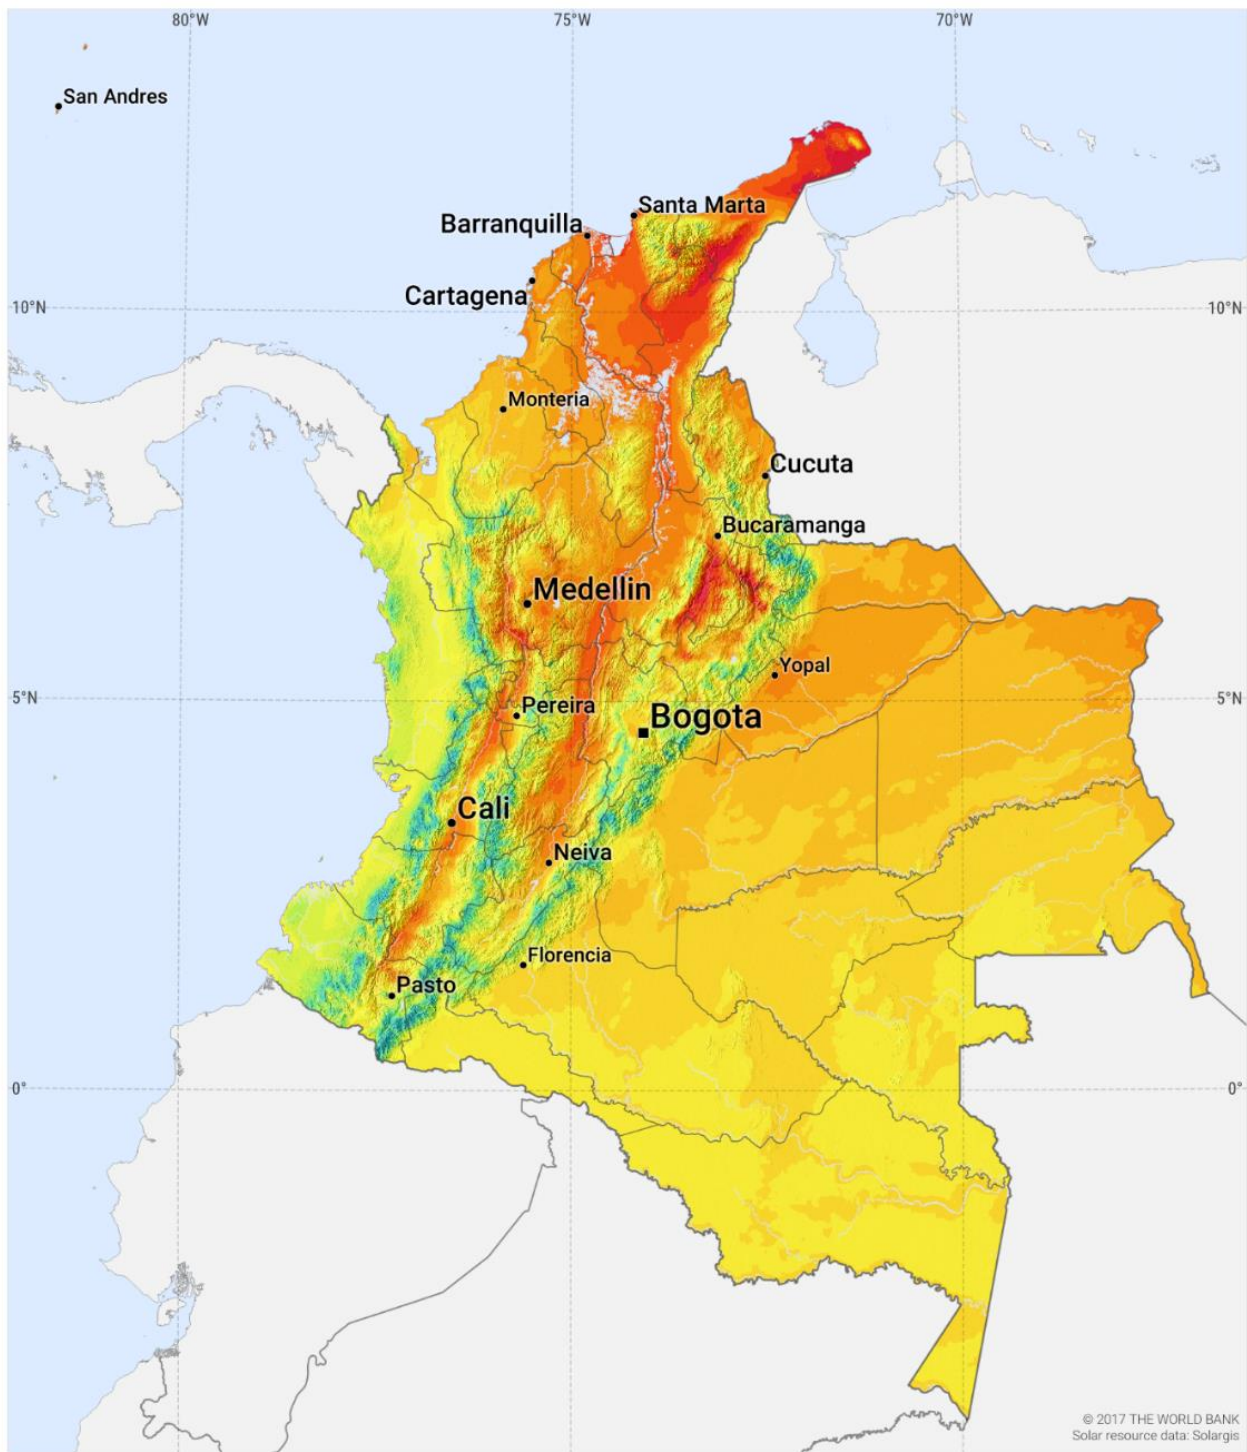 80°W
75°W
70°W
San Andres
Santa Marta
Barranquilla
Cartagena
10°N
10°N
Monteria
Cucuta
Bucaramanga
Medellin
Yopal
5°N
5°N
Pereira
Bogota
Cali
Neiva
Florencia
Pasto
0°
0°
© 2017 THE WORLD BANK
Solar resource data: Solargis